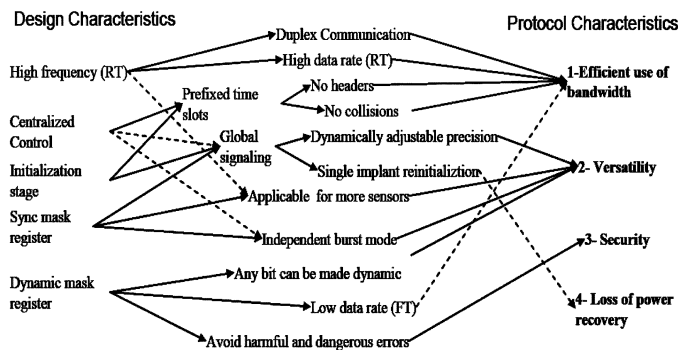 Design Characteristics
Protocol Characteristics
Duplex Communication
High frequency (RT)
High data rate (RT)
1-Efficient use of
bandwidth
No headers
Prefixed time
slots
No collisions
Centralized
Control
Global
signaling
Dynamically adjustable precision
Initialization
stage
Single implant reinitializtion
2- Versatility
Applicable for more sensors
Sync mask
register
Independent burst mode
3- Security
Any bit can be made dynamic
Dynamic mask
register
Low data rate (FT)
4- Loss of power
recovery
Avoid harmful and dangerous errors